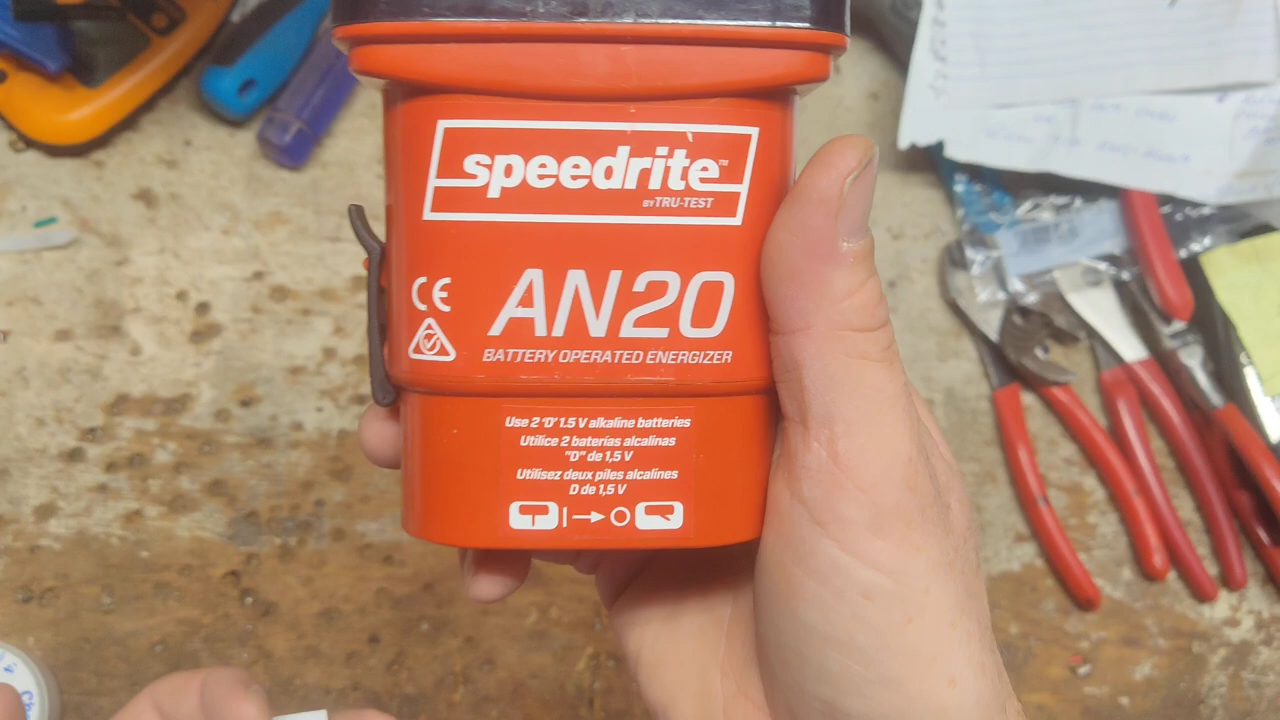 speedrite™
BY TRU-TEST
CE
AN20
BATTERY OPERATED ENERGIZER
Use 2 "D" 1.5 V alkaline batteries
Utilice 2 baterías alcalinas
"D" de 1,5 V
Utilisez deux piles alcalines
D de 1,5 V